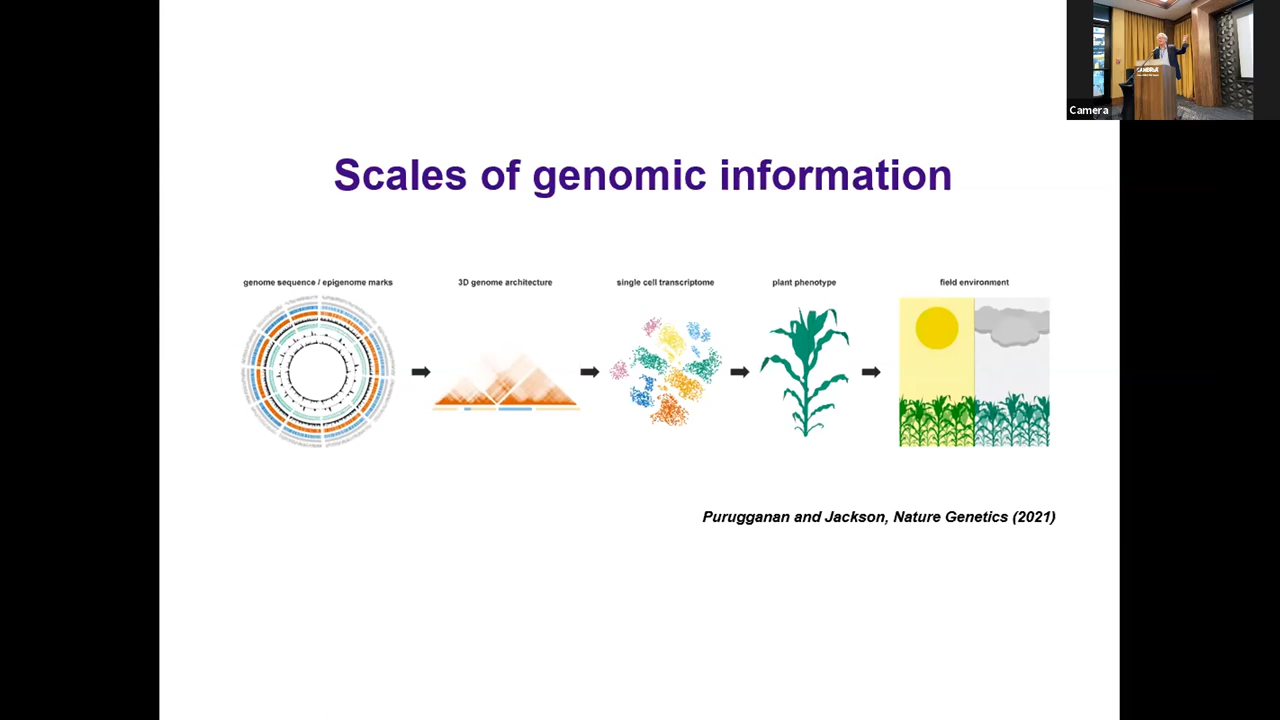 Camera
Scales of genomic information
genome sequence / epigenome marks
3D genome architecture
single cell transcriptome
plant phenotype
field environment
Purugganan and Jackson, Nature Genetics (2021)